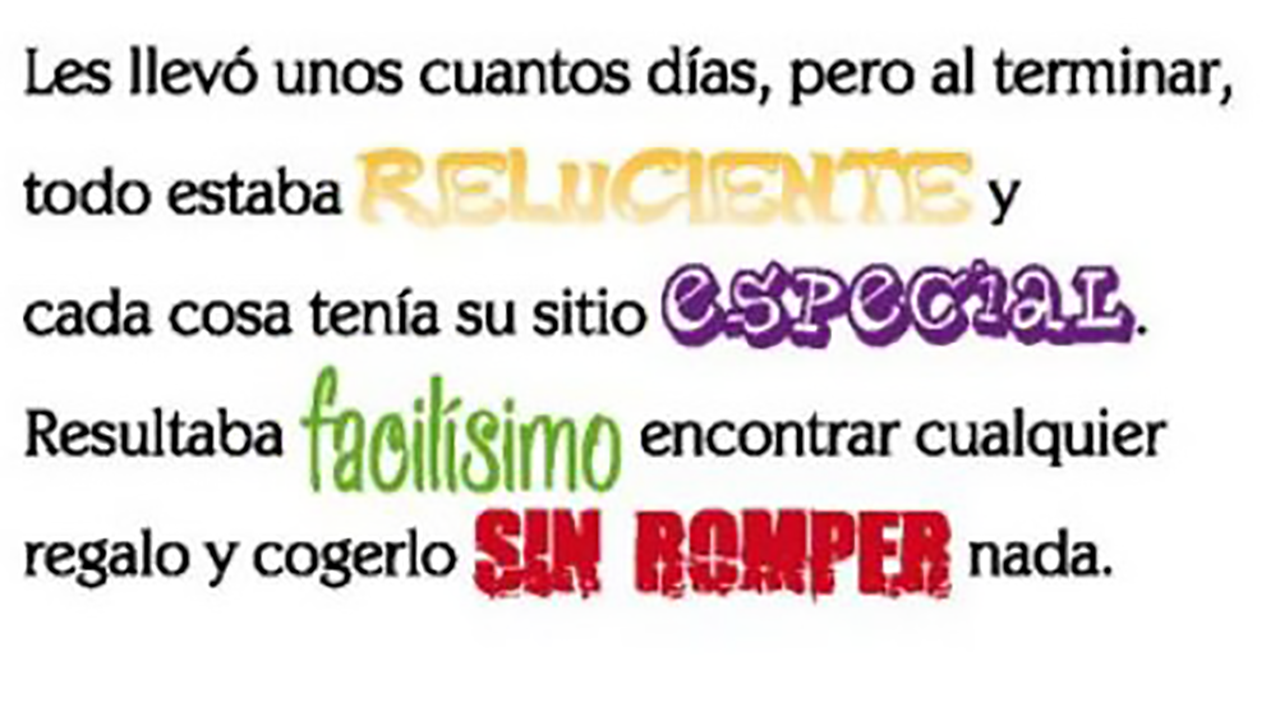 Les llevó unos cuantos días, pero al terminar,
todo estaba RELUCIENTE y
cada cosa tenía su sitio especial.
Resultaba facilísimo encontrar cualquier
regalo y cogerlo SIN ROMPER nada.